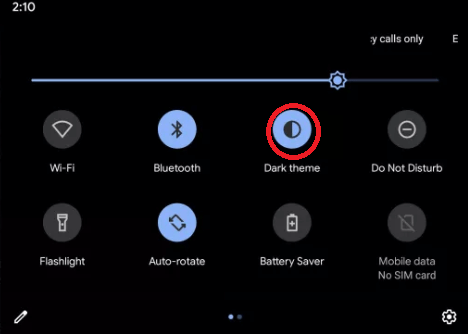 2:10
y calls only E
Wi-Fi Bluetooth Dark theme Do Not Disturb
Flashlight Auto-rotate Battery Saver Mobile data
No SIM card